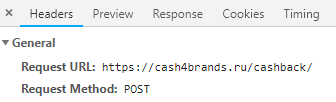 Headers Preview Response Cookies Timing
General
Request URL: https://cash4brands.ru/cashback/
Request Method: POST